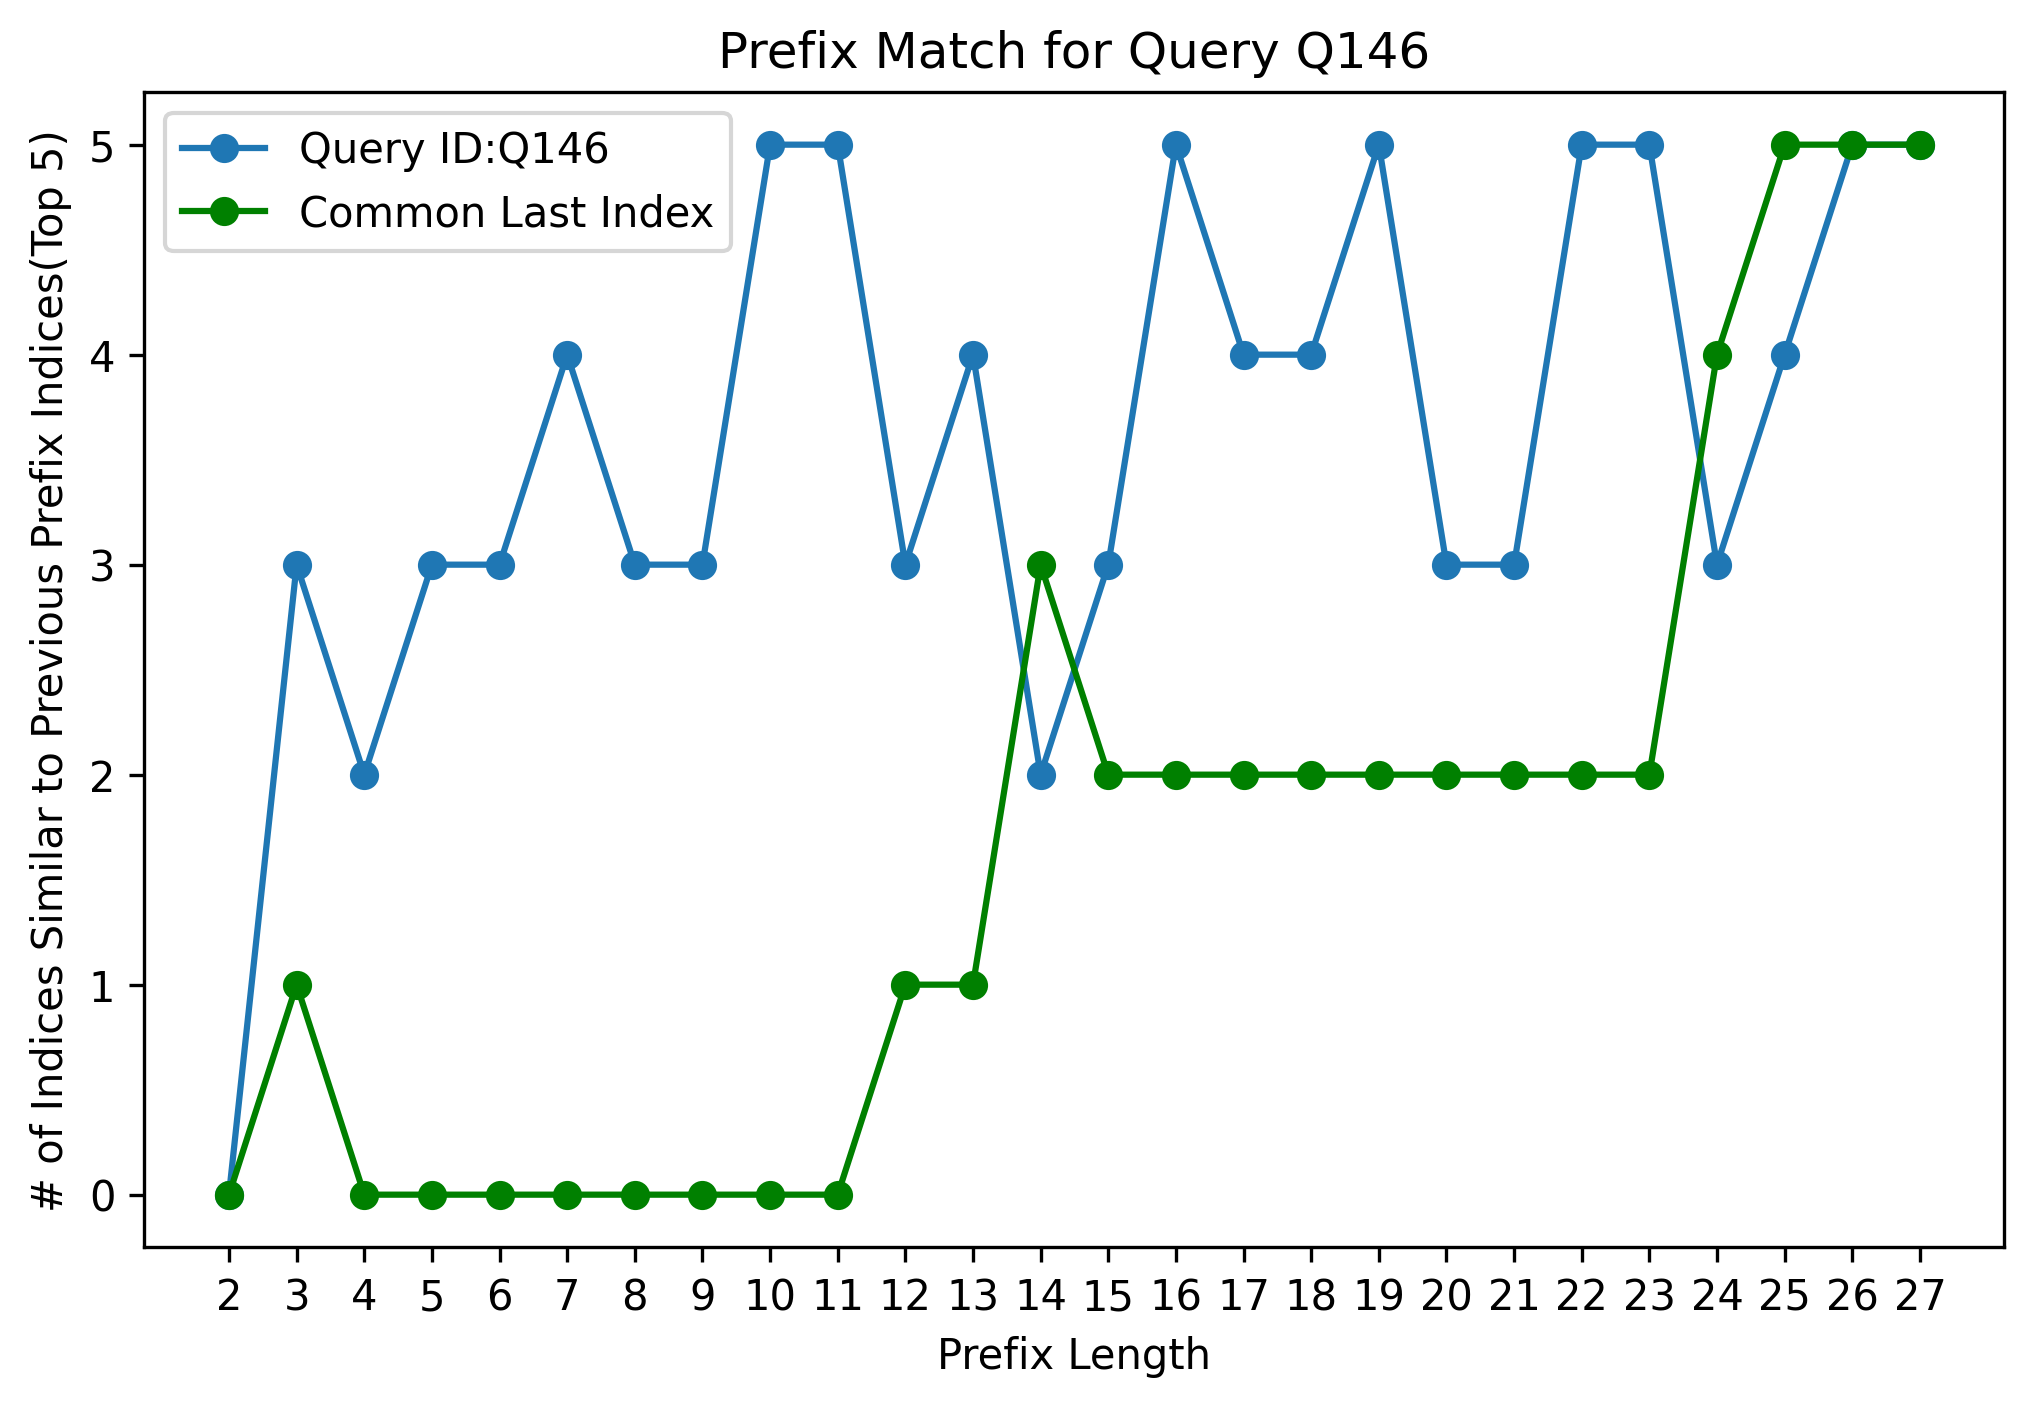 Prefix Match for Query Q146
Query ID:Q146
Common Last Index
# of Indices Similar to Previous Prefix Indices(Top 5)
5
4
3
2
1
0
2 3 4 5 6 7 8 9 10 11 12 13 14 15 16 17 18 19 20 21 22 23 24 25 26 27
Prefix Length